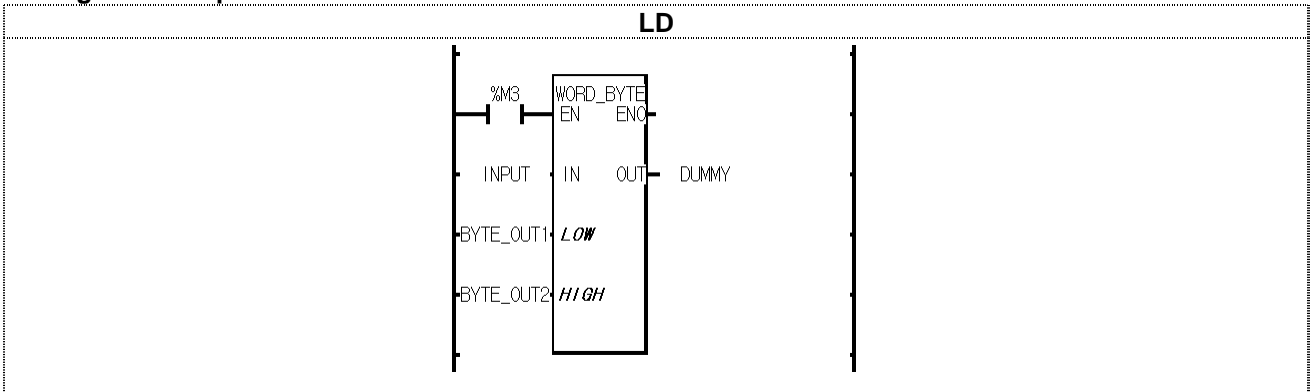 LD
%M3
WORD_BYTE
EN ENO
INPUT IN OUT DUMMY
BYTE_OUT1 LOW
BYTE_OUT2 HIGH